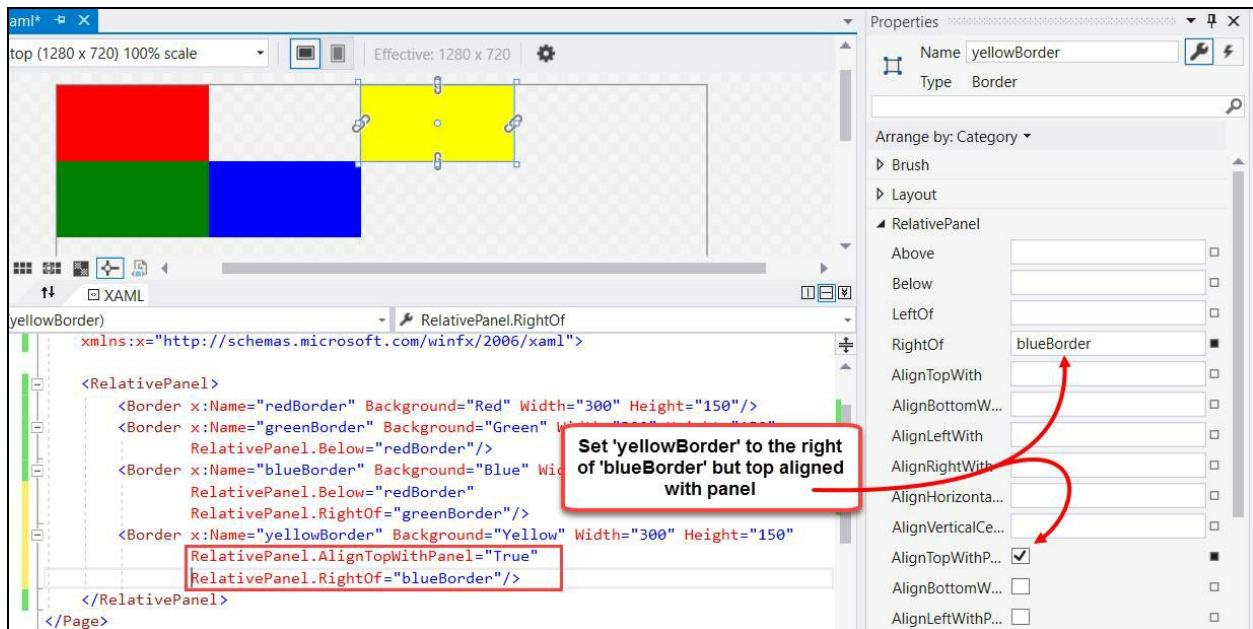 aml*
top (1280 x 720) 100% scale
Effective: 1280 x 720
XAML
yellowBorder)
RelativePanel.RightOf
xmlns:x="http://schemas.microsoft.com/winfx/2006/xaml">
<RelativePanel>
<Border x:Name="redBorder" Background="Red" Width="300" Height="150"/>
<Border x:Name="greenBorder" Background="Green"
RelativePanel.Below="redBorder"/>
<Border x:Name="blueBorder" Background="Blue" Wid
RelativePanel.Below="redBorder"
RelativePanel.RightOf="greenBorder"/>
<Border x:Name="yellowBorder" Background="Yellow" Width="300" Height="150"
RelativePanel.AlignTopWithPanel="True"
RelativePanel.RightOf="blueBorder"/>
</RelativePanel>
</Page>
Set 'yellowBorder' to the right
of 'blueBorder' but top aligned
with panel
Properties
Name yellowBorder
Type Border
Arrange by: Category
Brush
Layout
RelativePanel
Above
Below
LeftOf
RightOf blueBorder
AlignTopWith
AlignBottomW...
AlignLeftWith
AlignRightWith
AlignHorizonta...
AlignVerticalCe...
AlignTopWithP...
AlignBottomW...
AlignLeftWithP...